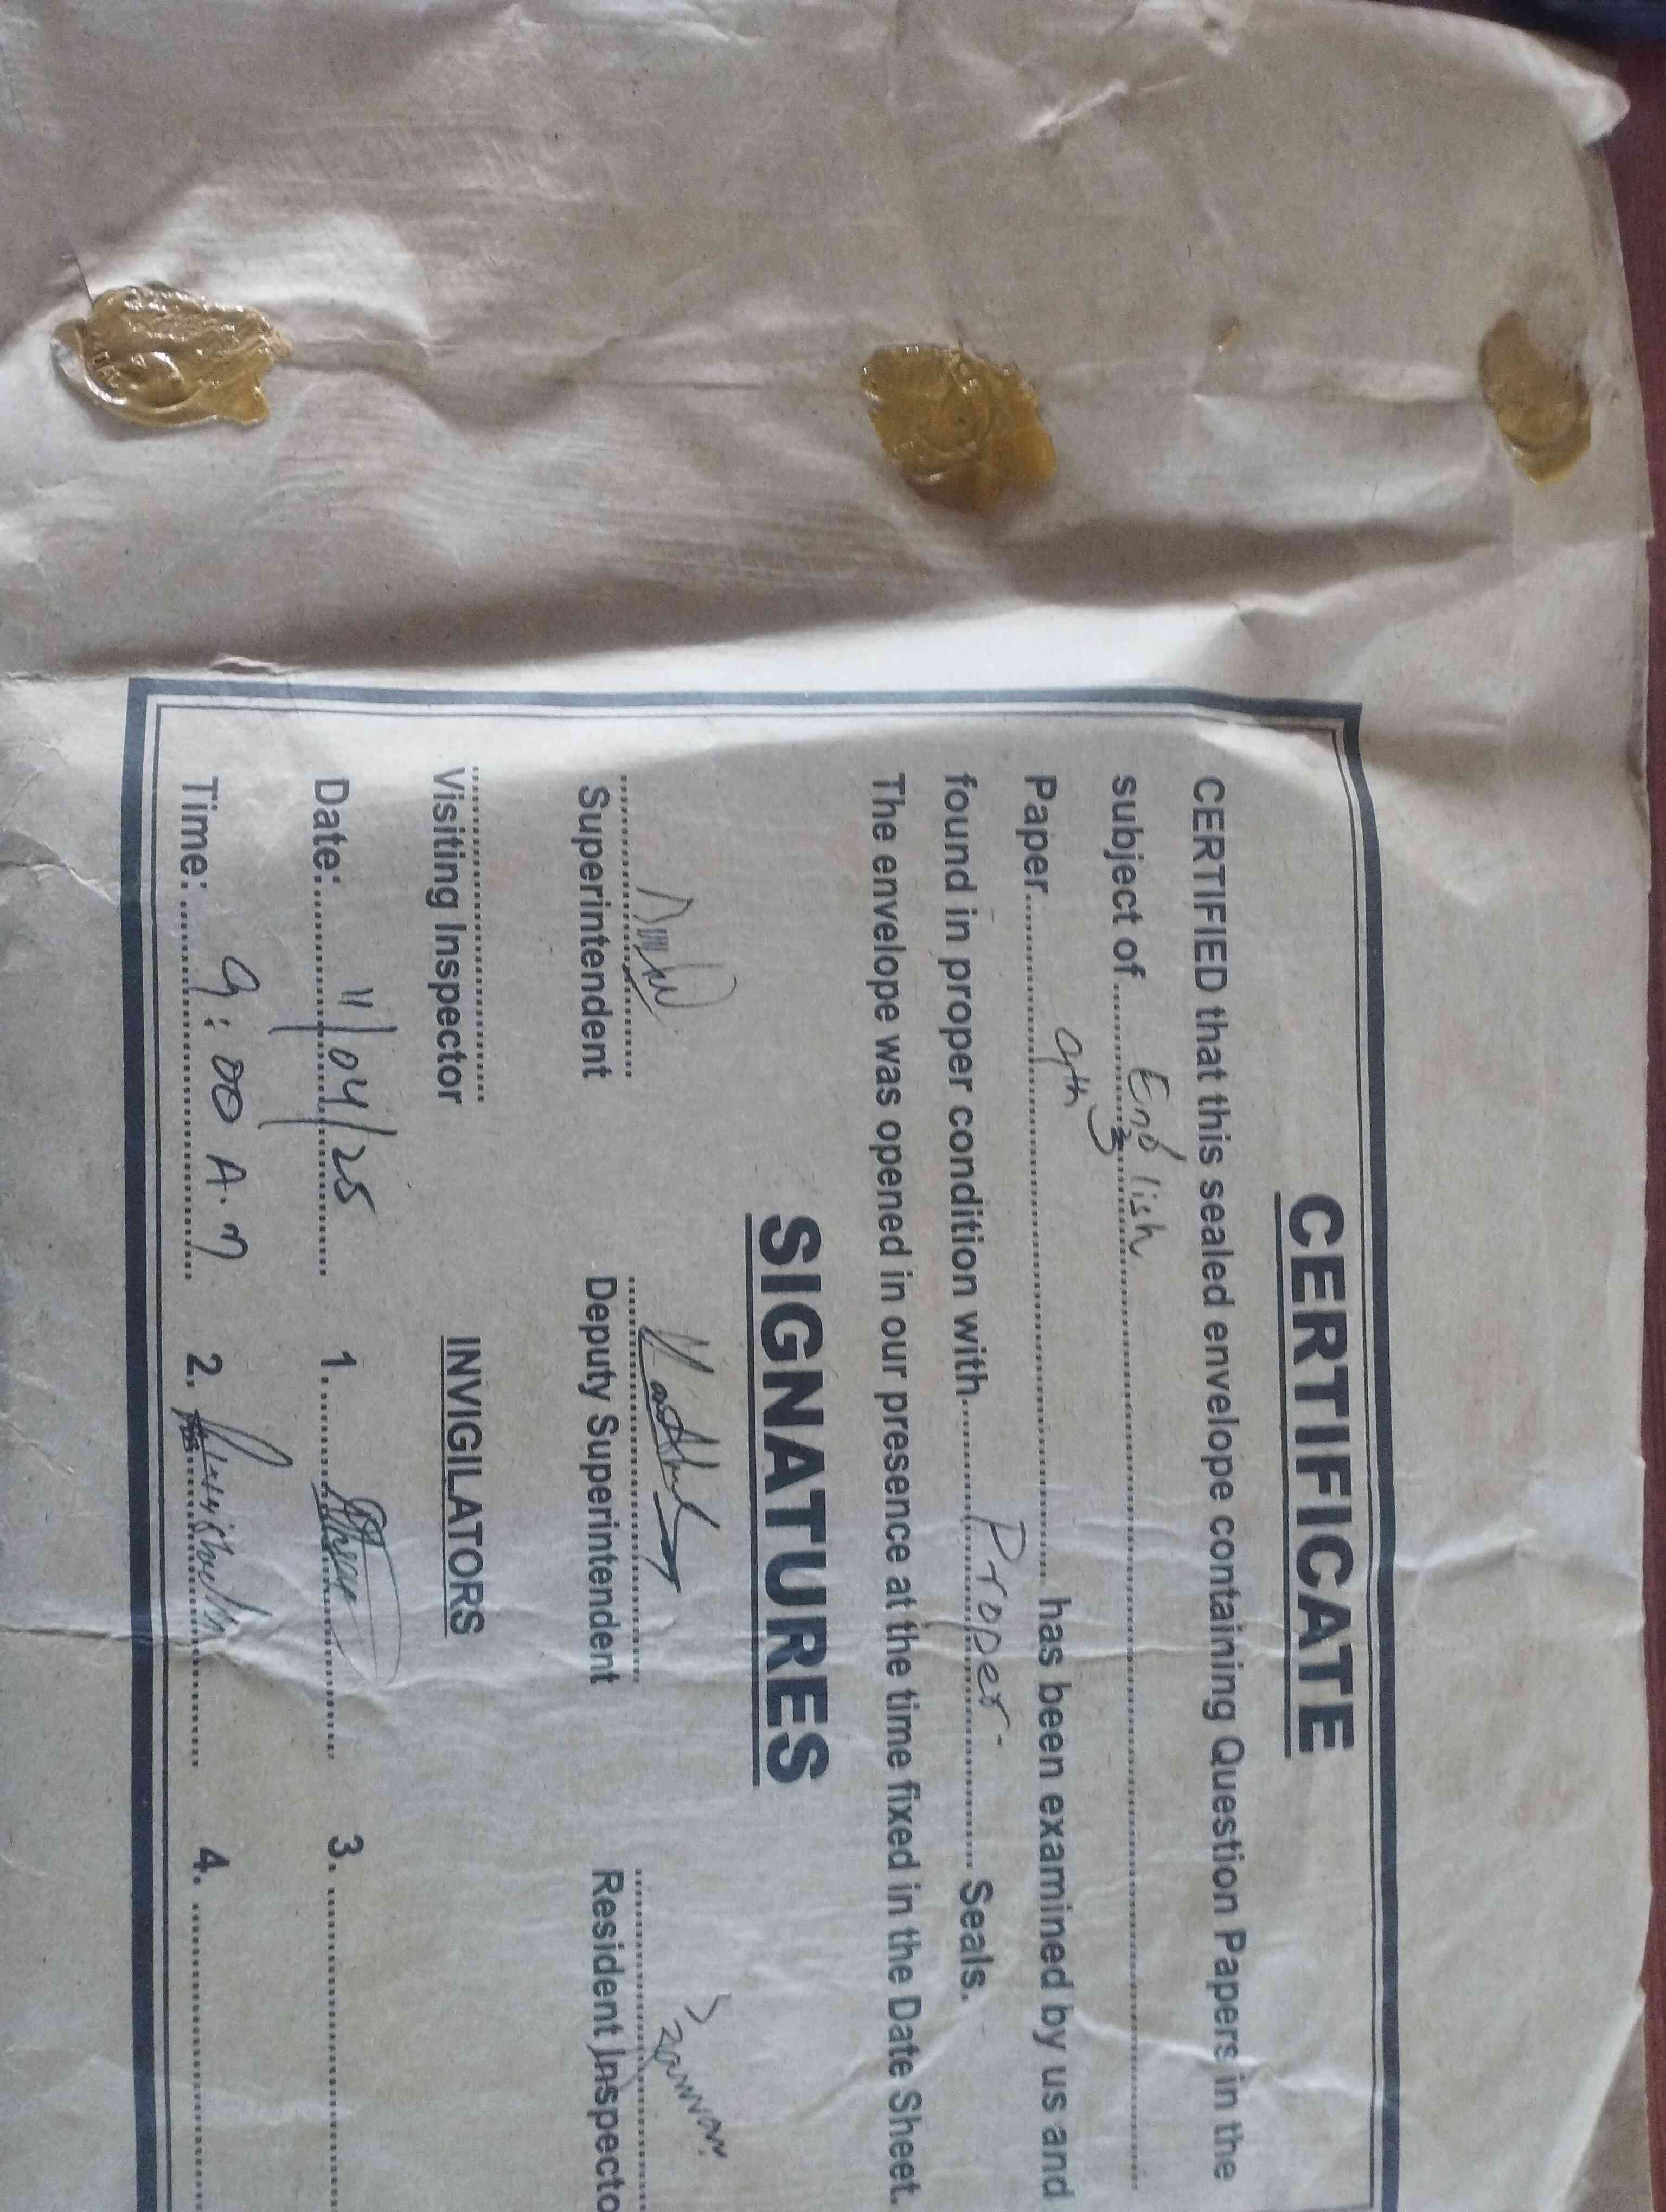 CERTIFICATE
CERTIFIED that this sealed envelope containing Question Papers in the
subject of.......... English ..........
Paper.......... 9th .......... has been examined by us and
found in proper condition with.......... Proper .......... Seals.
The envelope was opened in our presence at the time fixed in the Date Sheet.
SIGNATURES
Superintendent Deputy Superintendent Resident Inspecto
Visiting Inspector INVIGILATORS
Date: 11/04/25 1. 3.
Time: 9:00 A.M 2. 4.